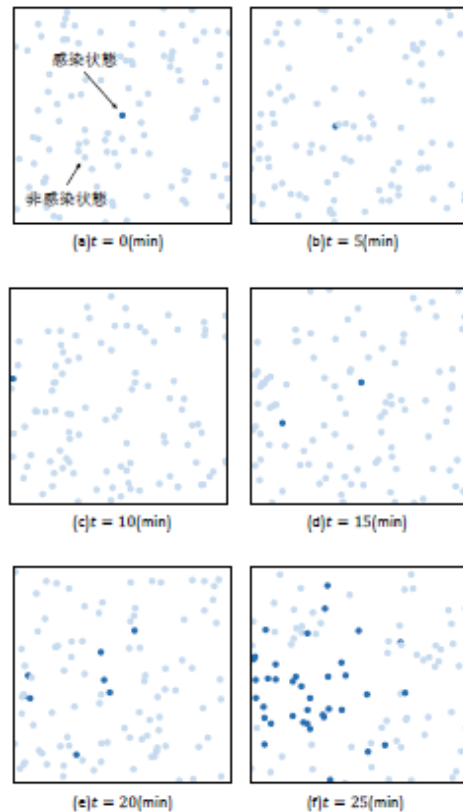 感染状態
非感染状態
(a)t = 0(min)
(b)t = 5(min)
(c)t = 10(min)
(d)t = 15(min)
(e)t = 20(min)
(f)t = 25(min)